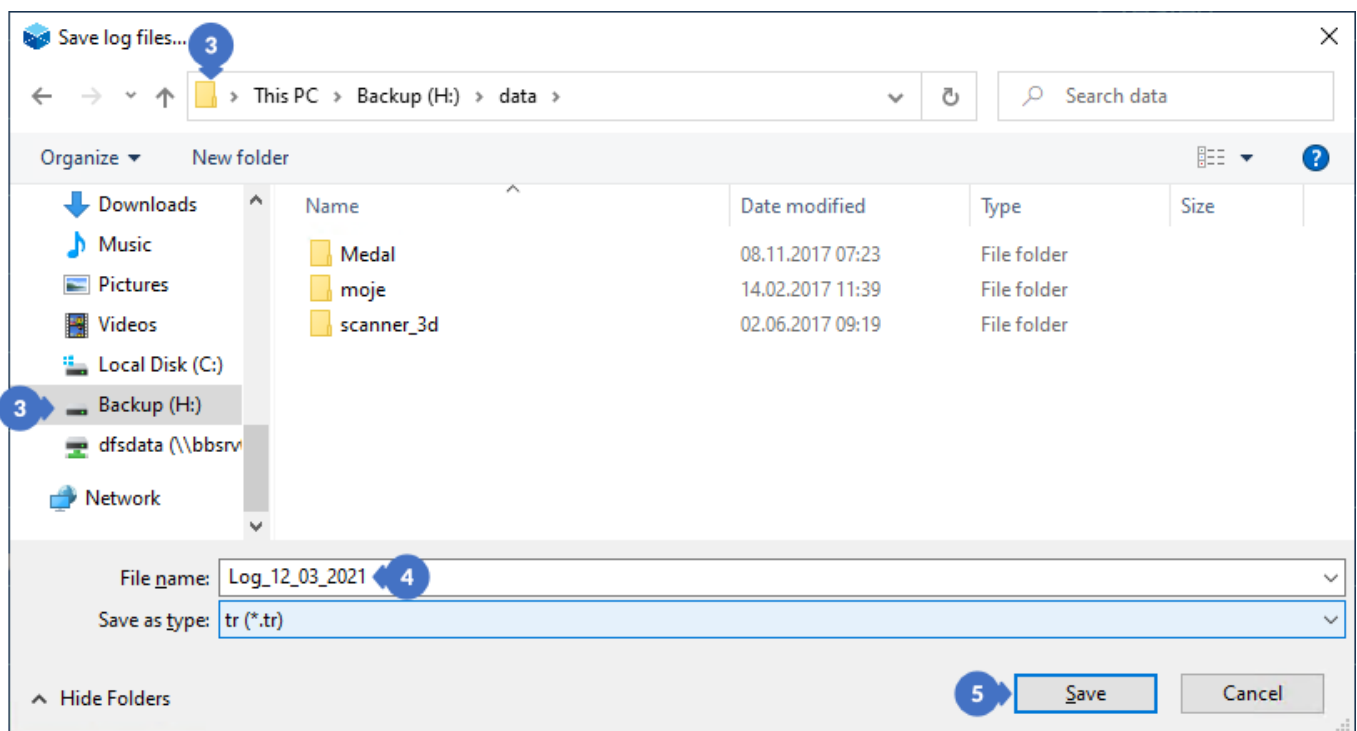 Save log files...
3
This PC > Backup (H:) > data >
Search data
Organize
New folder
?
Downloads
Music
Pictures
Videos
Local Disk (C:)
3
Backup (H:)
dfsdata (\\bbsrv
Network
Name
Date modified
Type
Size
Medal
08.11.2017 07:23
File folder
moje
14.02.2017 11:39
File folder
scanner_3d
02.06.2017 09:19
File folder
File name:
Log_12_03_2021
4
Save as type:
tr (*.tr)
Hide Folders
5
Save
Cancel